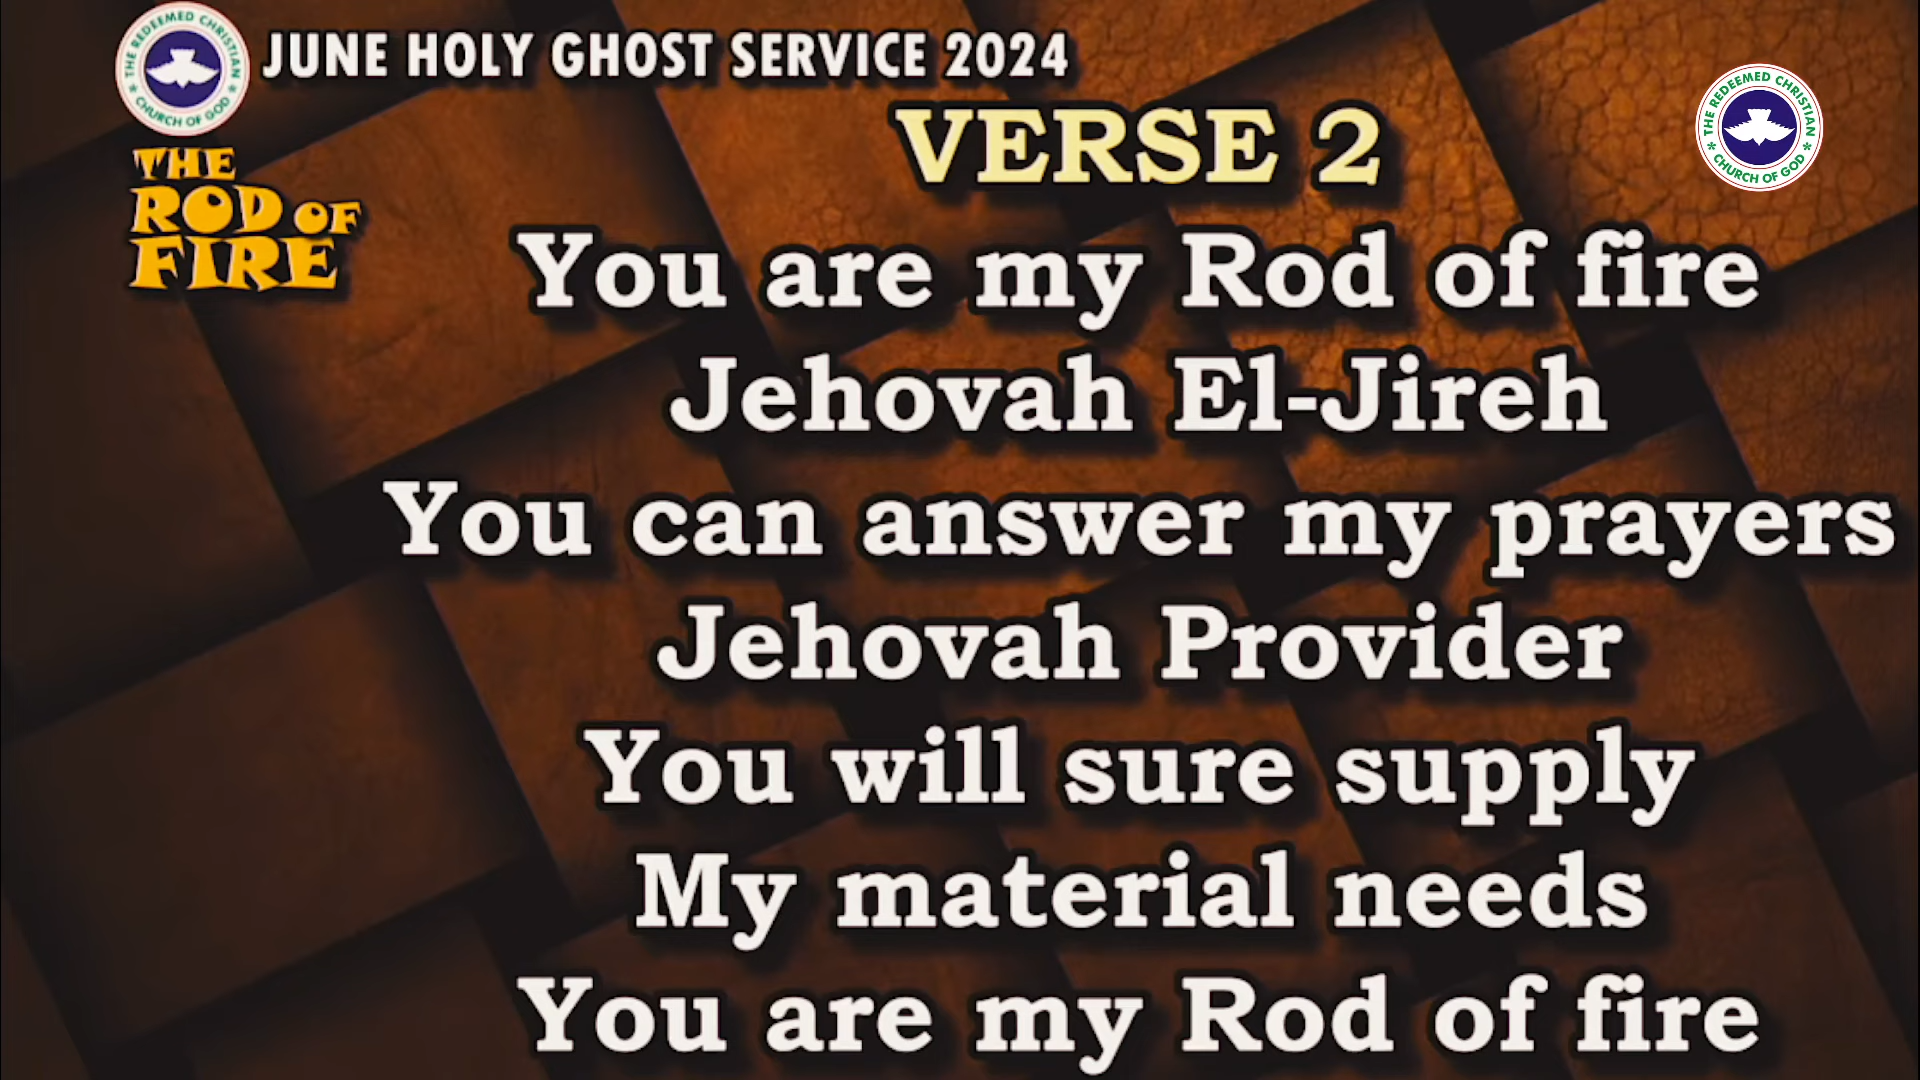 THE REDEEMED CHRISTIAN
CHURCH OF GOD
JUNE HOLY GHOST SERVICE 2024
THE
ROD OF
FIRE
THE REDEEMED CHRISTIAN
CHURCH OF GOD
VERSE 2
You are my Rod of fire
Jehovah El-Jireh
You can answer my prayers
Jehovah Provider
You will sure supply
My material needs
You are my Rod of fire